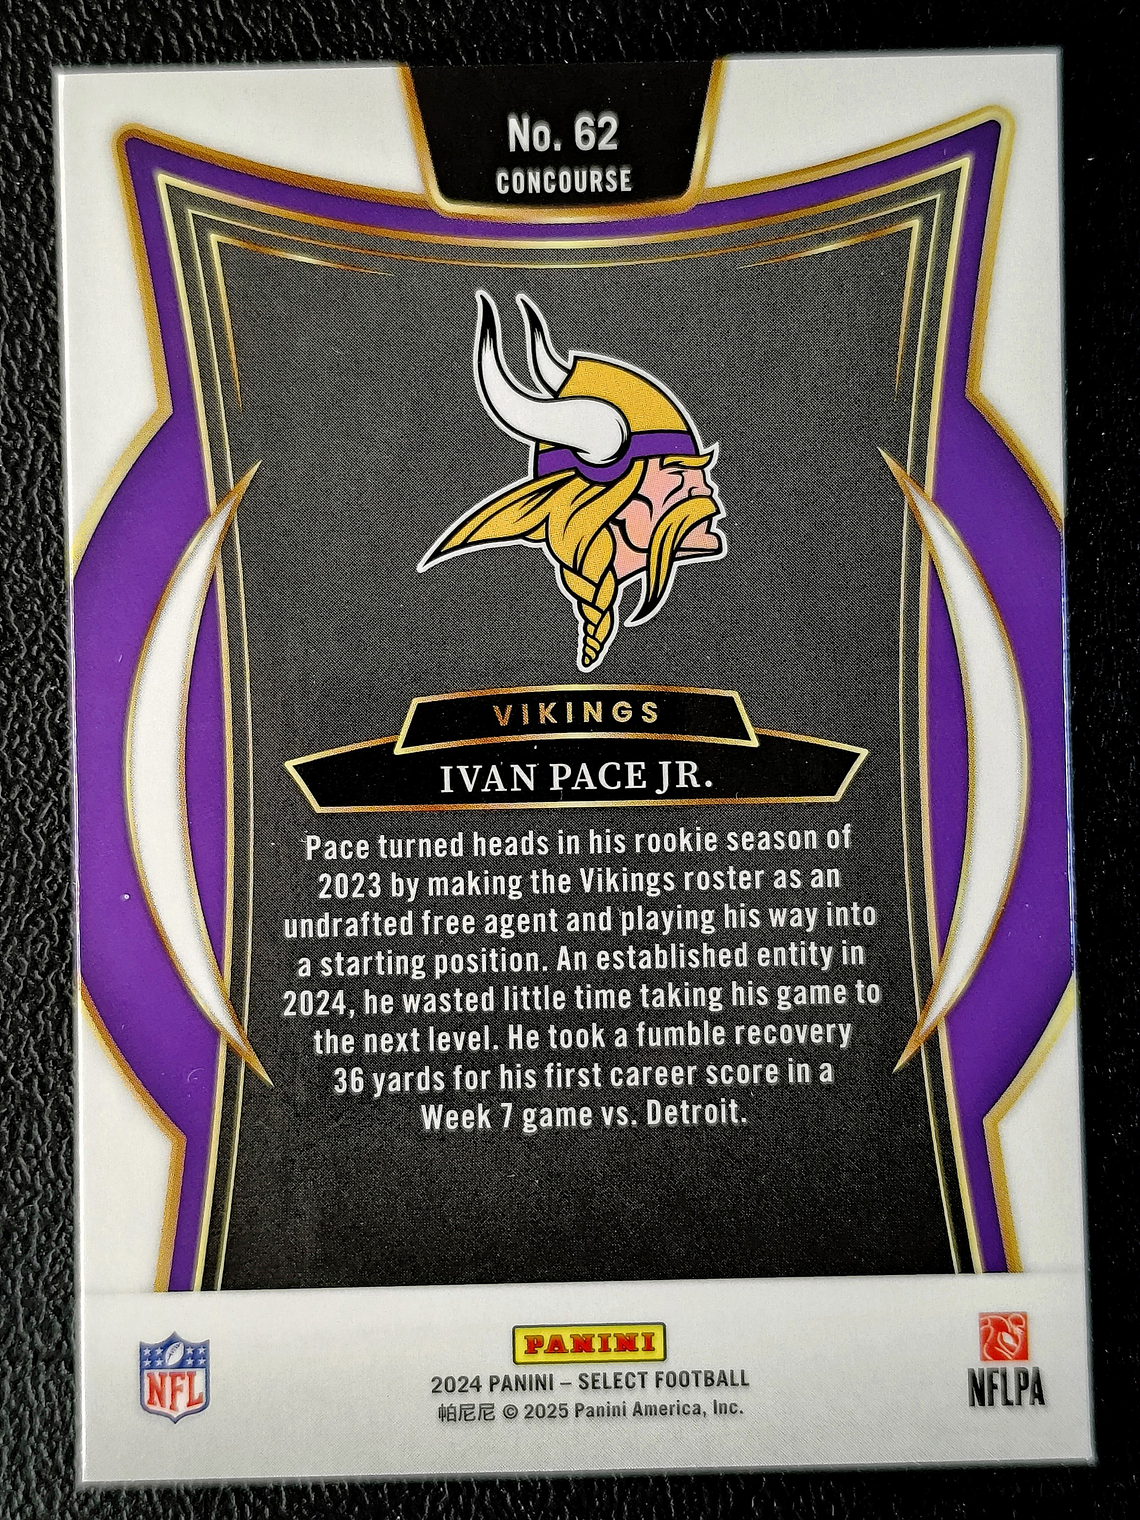 No. 62
CONCOURSE
VIKINGS
IVAN PACE JR.
Pace turned heads in his rookie season of
2023 by making the Vikings roster as an
undrafted free agent and playing his way into
a starting position. An established entity in
2024, he wasted little time taking his game to
the next level. He took a fumble recovery
36 yards for his first career score in a
Week 7 game vs. Detroit.
NFL
PANINI
2024 PANINI – SELECT FOOTBALL
帕尼尼 © 2025 Panini America, Inc.
NFLPA